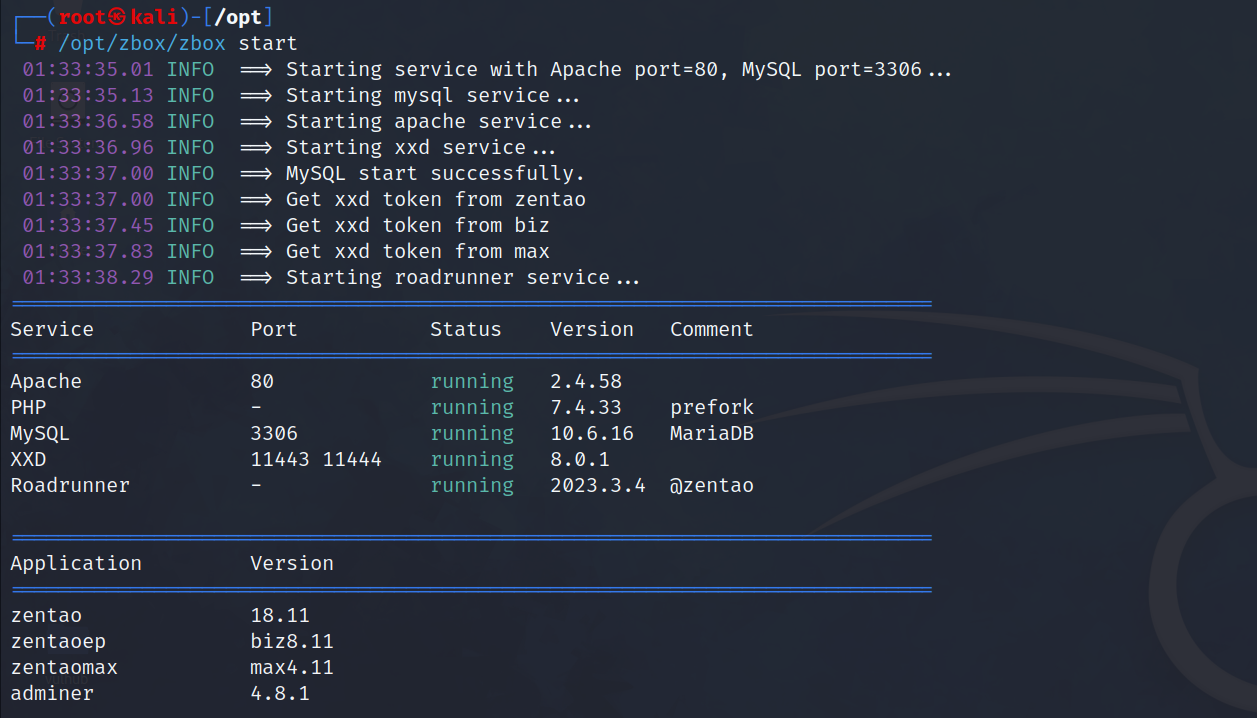 ┌──(root㉿kali)-[/opt]
└─# /opt/zbox/zbox start
01:33:35.01 INFO ==> Starting service with Apache port=80, MySQL port=3306...
01:33:35.13 INFO ==> Starting mysql service...
01:33:36.58 INFO ==> Starting apache service...
01:33:36.96 INFO ==> Starting xxd service...
01:33:37.00 INFO ==> MySQL start successfully.
01:33:37.00 INFO ==> Get xxd token from zentao
01:33:37.45 INFO ==> Get xxd token from biz
01:33:37.83 INFO ==> Get xxd token from max
01:33:38.29 INFO ==> Starting roadrunner service...
Service Port Status Version Comment
Apache 80 running 2.4.58
PHP - running 7.4.33 prefork
MySQL 3306 running 10.6.16 MariaDB
XXD 11443 11444 running 8.0.1
Roadrunner - running 2023.3.4 @zentao
Application Version
zentao 18.11
zentaoep biz8.11
zentaomax max4.11
adminer 4.8.1